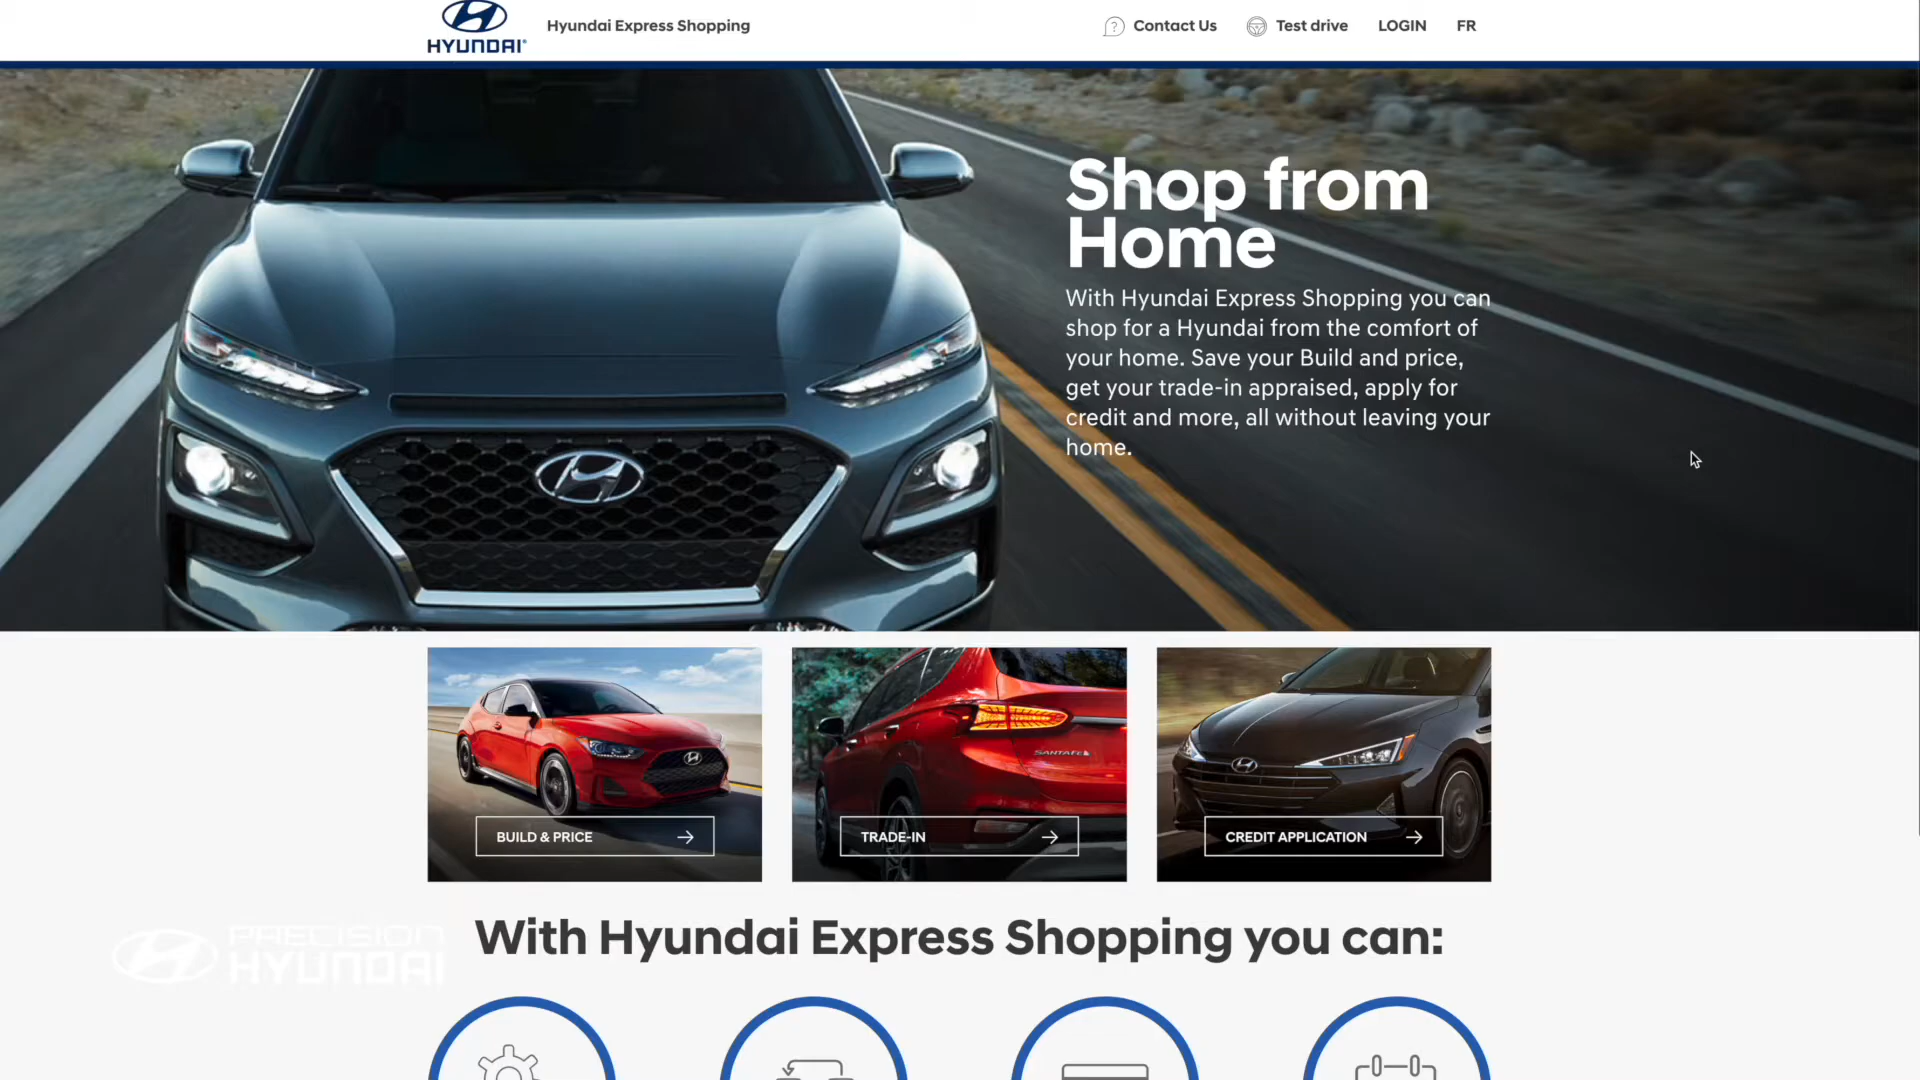 HYUNDAI
Hyundai Express Shopping
Contact Us
Test drive
LOGIN
FR
Shop from
Home
With Hyundai Express Shopping you can
shop for a Hyundai from the comfort of
your home. Save your Build and price,
get your trade-in appraised, apply for
credit and more, all without leaving your
home.
SANTA FE
BUILD & PRICE
TRADE-IN
CREDIT APPLICATION
With Hyundai Express Shopping you can:
PRECISION
HYUNDAI